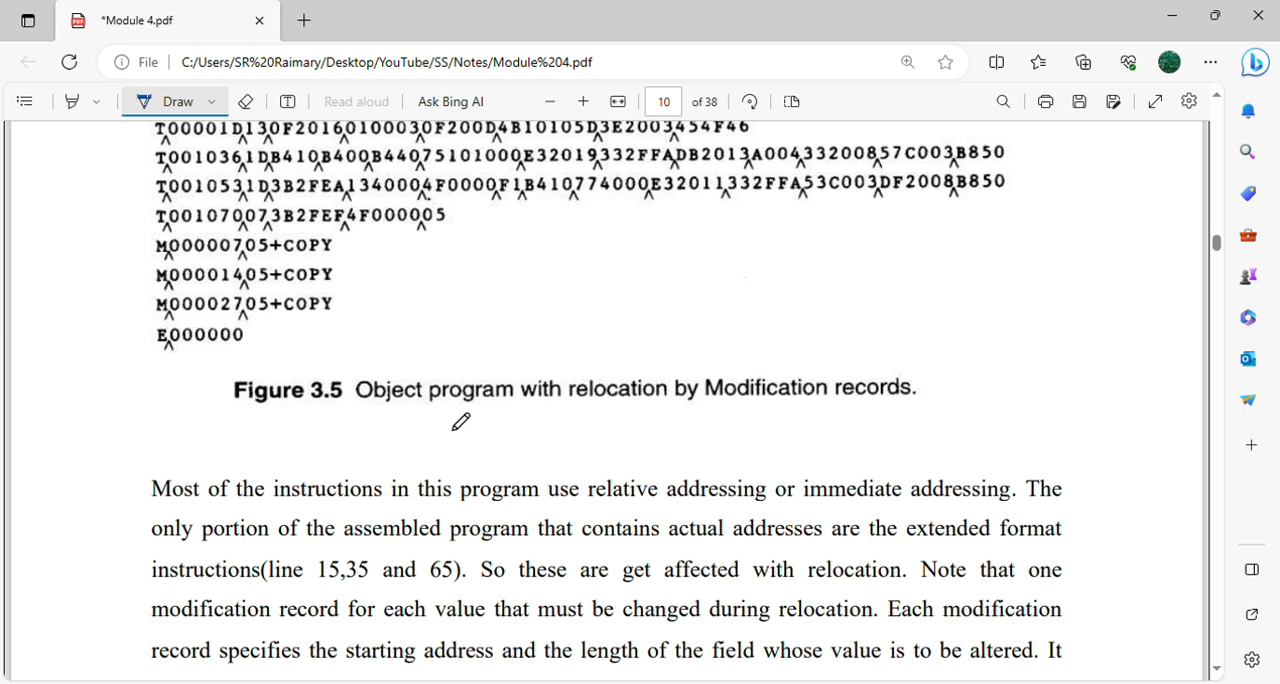 *Module 4.pdf
File
C:/Users/SR%20Raimary/Desktop/YouTube/SS/Notes/Module%204.pdf
Draw
Read aloud
Ask Bing AI
10
of 38
T00001D130F20160100030F200D4B10105D3E2003454F46
T0010361DB410B400B44075101000E32019332FFADB2013A00433200857C003B850
T0010531D3B2FEA1340004F0000F1B410774000E32011332FFA53C003DF2008B850
T001070073B2FEF4F000005
M00000705+COPY
M00001405+COPY
M00002705+COPY
E000000
Figure 3.5 Object program with relocation by Modification records.
Most of the instructions in this program use relative addressing or immediate addressing. The
only portion of the assembled program that contains actual addresses are the extended format
instructions(line 15,35 and 65). So these are get affected with relocation. Note that one
modification record for each value that must be changed during relocation. Each modification
record specifies the starting address and the length of the field whose value is to be altered. It